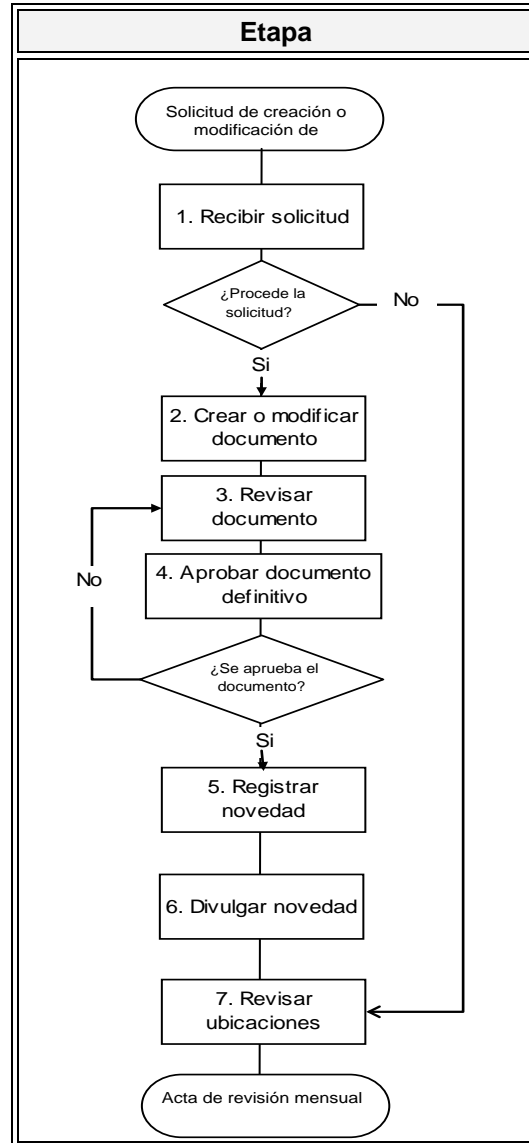 Etapa
Solicitud de creación o
modificación de
1. Recibir solicitud
¿Procede la
solicitud?
No
Si
2. Crear o modificar
documento
3. Revisar
documento
No
4. Aprobar documento
definitivo
¿Se aprueba el
documento?
Si
5. Registrar
novedad
6. Divulgar novedad
7. Revisar
ubicaciones
Acta de revisión mensual